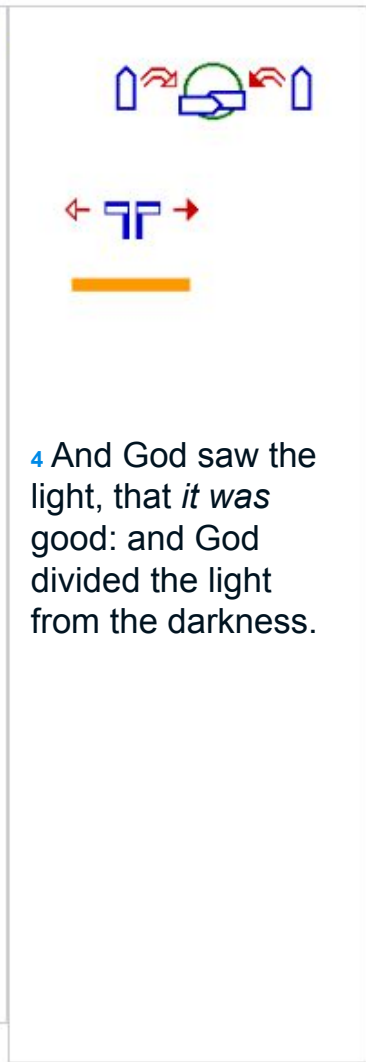 4 And God saw the
light, that it was
good: and God
divided the light
from the darkness.